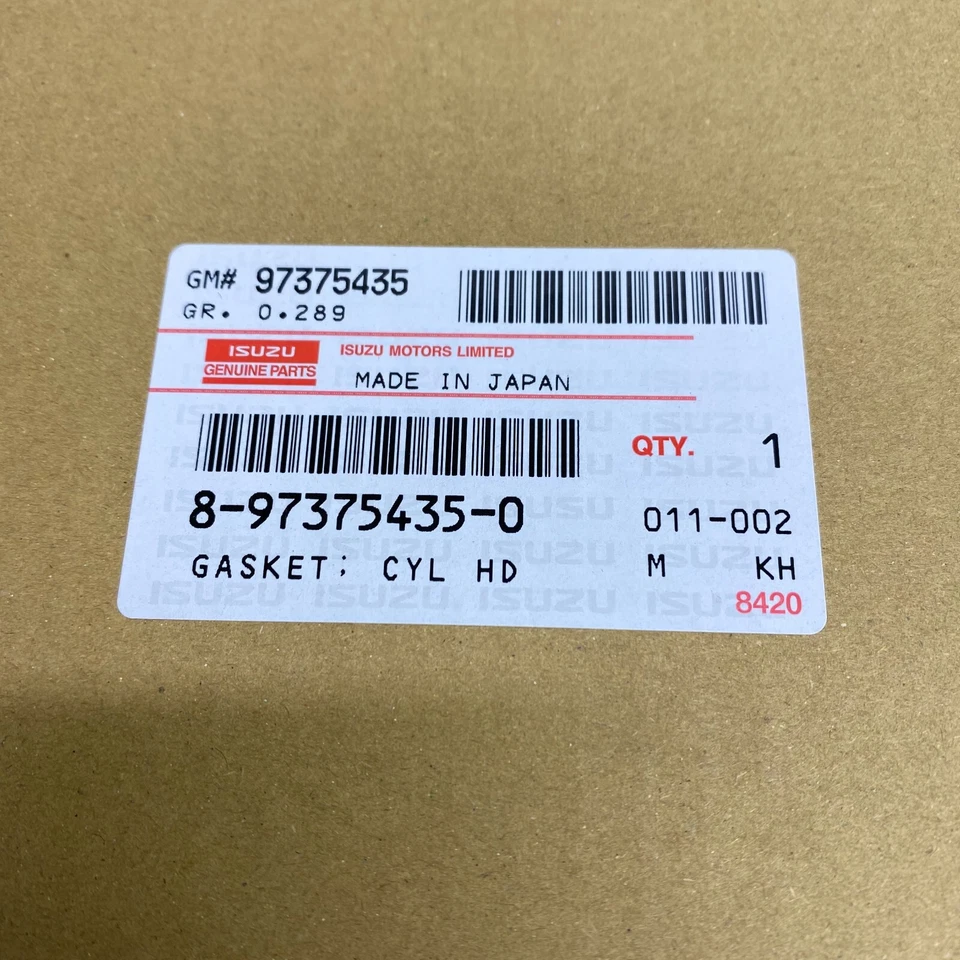 GM# 97375435
GR. 0.289
ISUZU
GENUINE PARTS
ISUZU MOTORS LIMITED
MADE IN JAPAN
QTY. 1
8-97375435-0 011-002
GASKET; CYL HD M KH
8420